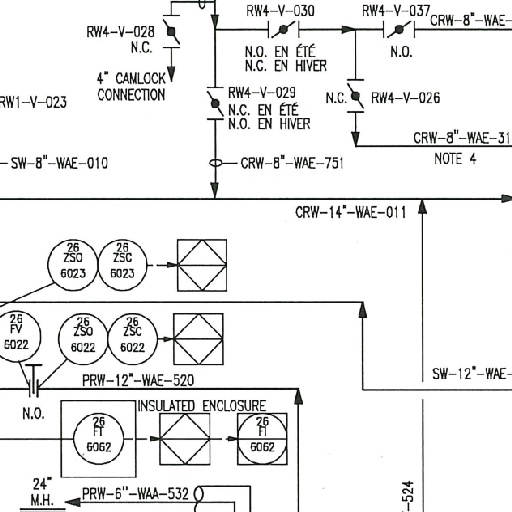 RW4-V-030
RW4-V-037
CRW-8"-WAE-
RW4-V-028
N.C.
N.O. EN ÉTÉ
N.C. EN HIVER
N.O.
4" CAMLOCK
CONNECTION
RW4-V-029
N.C. EN ÉTÉ
N.O. EN HIVER
N.C.
RW4-V-026
RW1-V-023
CRW-8"-WAE-31
NOTE 4
SW-8"-WAE-010
CRW-8"-WAE-751
CRW-14"-WAE-011
26
ZSO
6023
26
ZSC
6023
26
FV
6022
26
ZSO
6022
26
ZSC
6022
SW-12"-WAE-
PRW-12"-WAE-520
N.O.
INSULATED ENCLOSURE
26
FT
6062
26
FI
6062
24"
M.H.
PRW-6"-WAA-532
-524